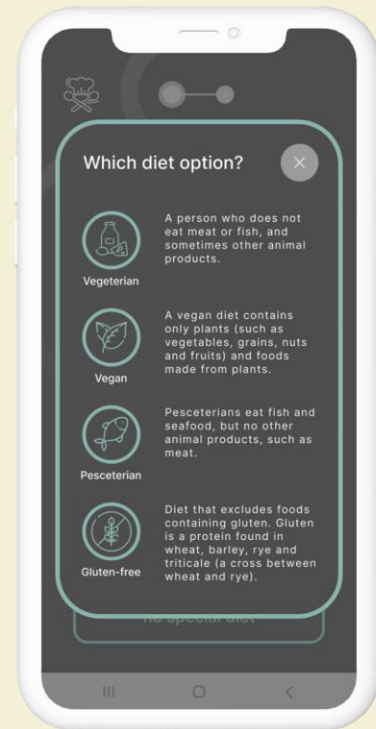 Which diet option?
A person who does not
eat meat or fish, and
sometimes other animal
products.
Vegeterian
A vegan diet contains
only plants (such as
vegetables, grains, nuts
and fruits) and foods
made from plants.
Vegan
Pesceterians eat fish and
seafood, but no other
animal products, such as
meat.
Pesceterian
Diet that excludes foods
containing gluten. Gluten
is a protein found in
wheat, barley, rye and
triticale (a cross between
wheat and rye).
Gluten-free
no special diet